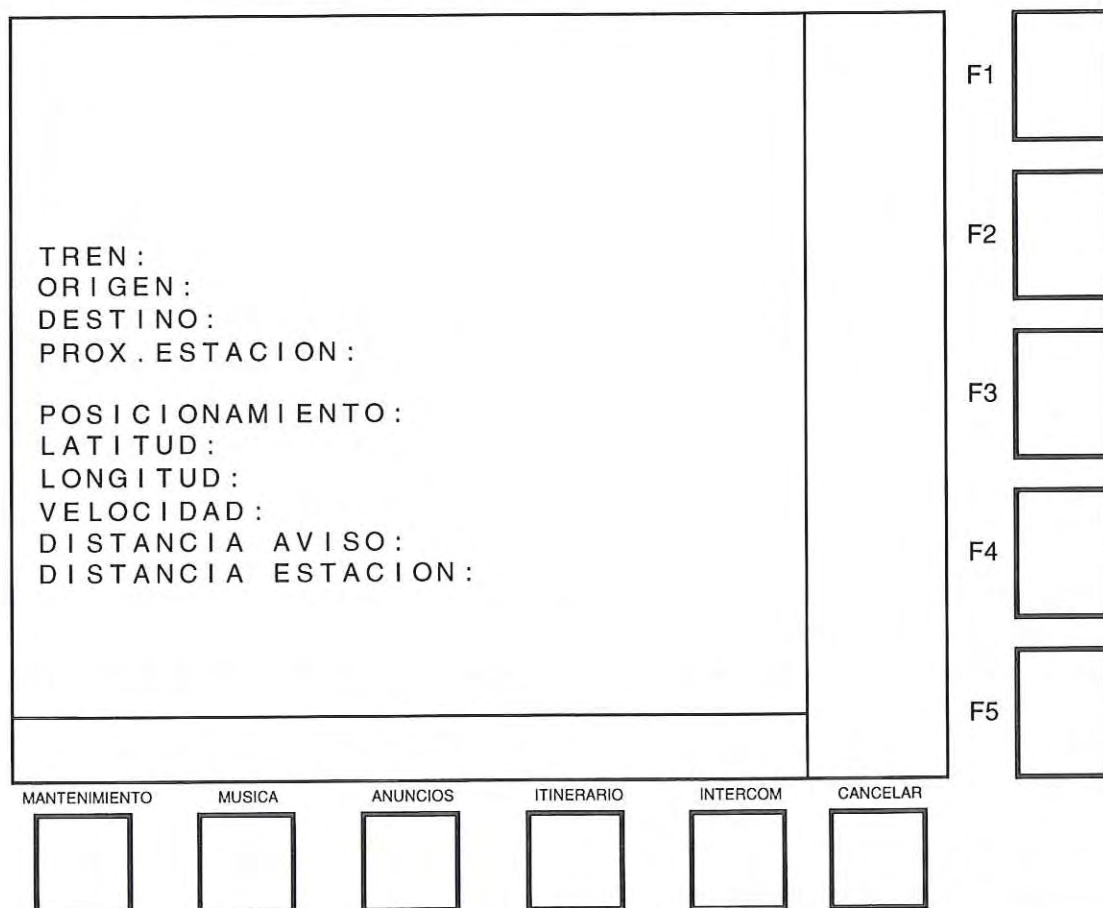 TREN:
ORIGEN:
DESTINO:
PROX.ESTACION:
POSICIONAMIENTO:
LATITUD:
LONGITUD:
VELOCIDAD:
DISTANCIA AVISO:
DISTANCIA ESTACION:
F1
F2
F3
F4
F5
MANTENIMIENTO MUSICA ANUNCIOS ITINERARIO INTERCOM CANCELAR